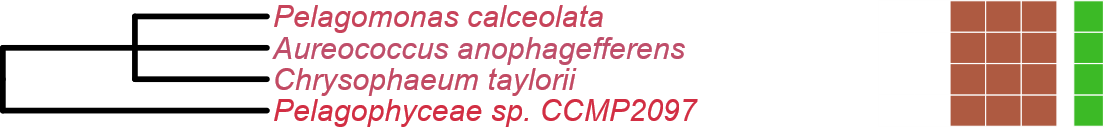 Pelagomonas calceolata
Aureococcus anophagefferens
Chrysophaeum taylorii
Pelagophyceae sp. CCMP2097